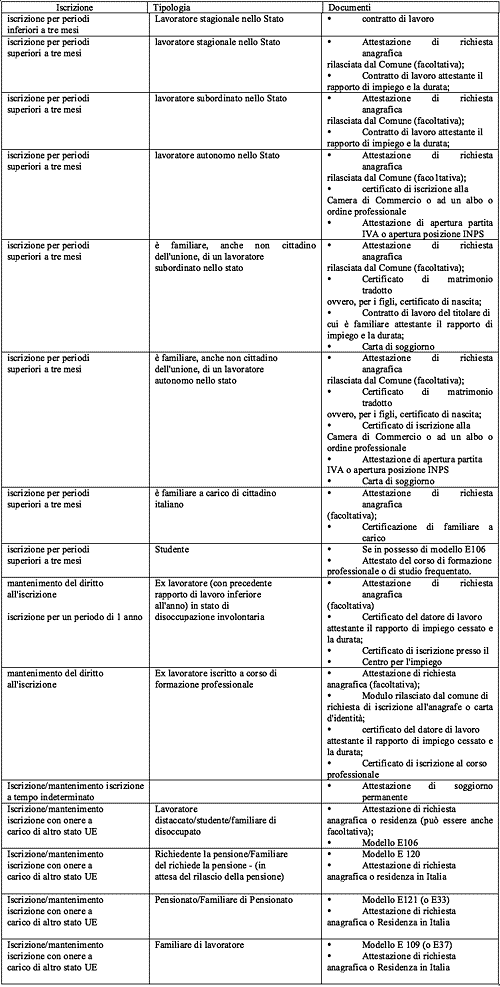 Iscrizione Tipologia Documenti
iscrizione per periodi
inferiori a tre mesi
Lavoratore stagionale nello Stato
• contratto di lavoro
iscrizione per periodi
superiori a tre mesi
lavoratore stagionale nello Stato
• Attestazione di richiesta
anagrafica
rilasciata dal Comune (facoltativa);
• Contratto di lavoro attestante il
rapporto di impiego e la durata;
iscrizione per periodi
superiori a tre mesi
lavoratore subordinato nello Stato
• Attestazione di richiesta
anagrafica
rilasciata dal Comune (facoltativa);
• Contratto di lavoro attestante il
rapporto di impiego e la durata;
iscrizione per periodi
superiori a tre mesi
lavoratore autonomo nello Stato
• Attestazione di richiesta
anagrafica
rilasciata dal Comune (facoltativa);
• certificato di iscrizione alla
Camera di Commercio o ad un albo o
ordine professionale
• Attestazione di apertura partita
IVA o apertura posizione INPS
iscrizione per periodi
superiori a tre mesi
è familiare, anche non cittadino
dell'unione, di un lavoratore
subordinato nello stato
• Attestazione di richiesta
anagrafica
rilasciata dal Comune (facoltativa);
• Certificato di matrimonio
tradotto
ovvero, per i figli, certificato di nascita;
• Contratto di lavoro del titolare di
cui è familiare attestante il rapporto di
impiego e la durata;
• Carta di soggiorno
iscrizione per periodi
superiori a tre mesi
è familiare, anche non cittadino
dell'unione, di un lavoratore
autonomo nello stato
• Attestazione di richiesta
anagrafica
rilasciata dal Comune (facoltativa);
• Certificato di matrimonio
tradotto
ovvero, per i figli, certificato di nascita;
• Certificato di iscrizione alla
Camera di Commercio o ad un albo o
ordine professionale
• Attestazione di apertura partita
IVA o apertura posizione INPS
• Carta di soggiorno
iscrizione per periodi
superiori a tre mesi
è familiare a carico di cittadino
italiano
• Attestazione di richiesta
anagrafica
(facoltativa);
• Certificazione di familiare a
carico
iscrizione per periodi
superiori a tre mesi
Studente
• Se in possesso di modello E106
• Attestato del corso di formazione
professionale o di studio frequentato.
mantenimento del diritto
all'iscrizione
iscrizione per un periodo di 1 anno
Ex lavoratore (con precedente
rapporto di lavoro inferiore
all'anno) in stato di
disoccupazione involontaria
• Attestazione di richiesta
anagrafica
(facoltativa)
• Certificato del datore di lavoro
attestante il rapporto di impiego cessato e
la durata;
• Certificato di iscrizione presso il
• Centro per l'impiego
mantenimento del diritto
all'iscrizione
Ex lavoratore iscritto a corso di
formazione professionale
• Attestazione di richiesta
anagrafica (facoltativa);
• Modulo rilasciato dal comune di
richiesta di iscrizione all'anagrafe o carta
d'identità;
• certificato del datore di lavoro
attestante il rapporto di impiego cessato e
la durata;
• Certificato di iscrizione al corso
professionale
Iscrizione/mantenimento iscrizione
a tempo indeterminato
• Attestazione di soggiorno
permanente
Iscrizione/mantenimento
iscrizione con onere a
carico di altro stato UE
Lavoratore
distaccato/studente/familiare di
disoccupato
• Attestazione di richiesta
anagrafica o residenza (può essere anche
facoltativa);
• Modello E106
Iscrizione/mantenimento
iscrizione con onere a
carico di altro stato UE
Richiedente la pensione/Familiare
del richiede la pensione - (in
attesa del rilascio della pensione)
• Modello E 120
• Attestazione di richiesta
anagrafica o residenza in Italia
Iscrizione/mantenimento
iscrizione con onere a
carico di altro stato UE
Pensionato/Familiare di Pensionato
• Modello E121 (o E33)
• Attestazione di richiesta
anagrafica o Residenza in Italia
Iscrizione/mantenimento
iscrizione con onere a
carico di altro stato UE
Familiare di lavoratore
• Modello E 109 (o E37)
• Attestazione di richiesta
anagrafica o Residenza in Italia